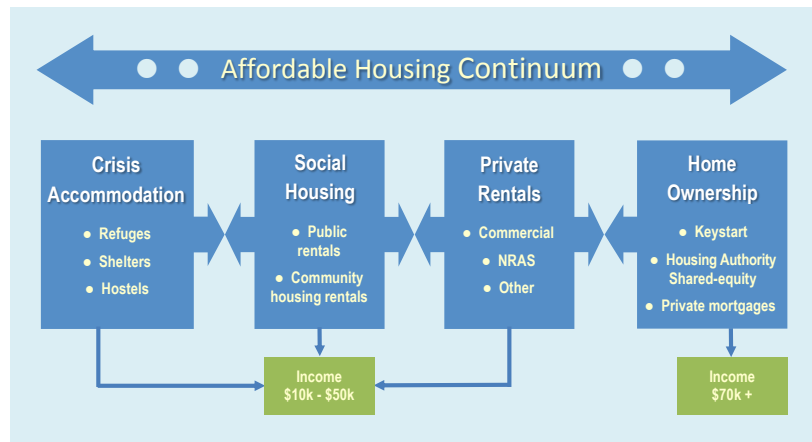 Affordable Housing Continuum
Crisis
Accommodation
● Refuges
● Shelters
● Hostels
Social
Housing
● Public
rentals
● Community
housing rentals
Private
Rentals
● Commercial
● NRAS
● Other
Home
Ownership
● Keystart
● Housing Authority
Shared-equity
● Private mortgages
Income
$10k - $50k
Income
$70k +